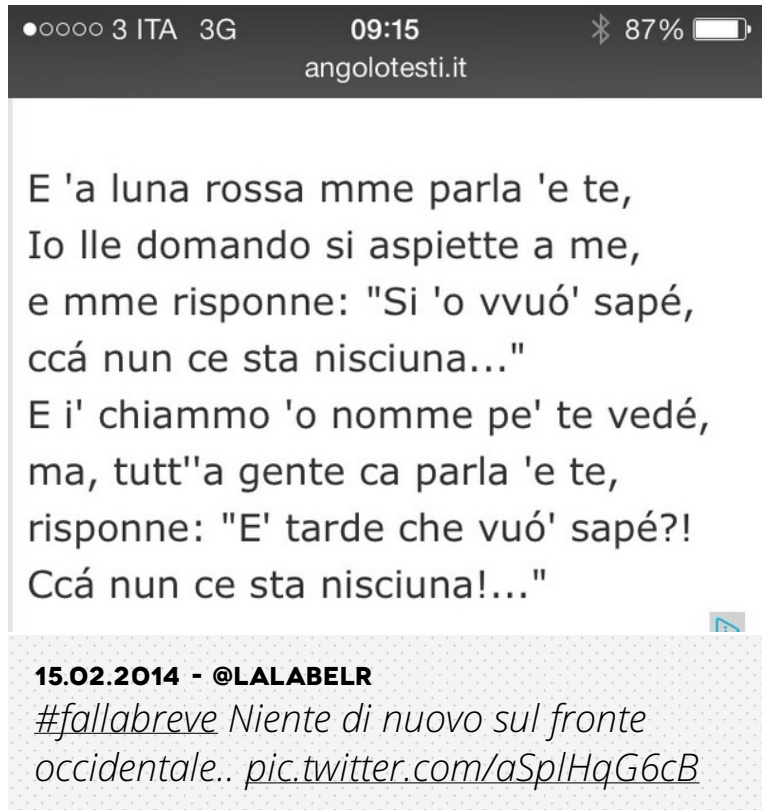 ●○○○○ 3 ITA 3G 09:15 87%
angolotesti.it
E 'a luna rossa mme parla 'e te,
Io lle domando si aspiette a me,
e mme risponne: "Si 'o vvuó' sapé,
ccá nun ce sta nisciuna..."
E i' chiammo 'o nomme pe' te vedé,
ma, tutt''a gente ca parla 'e te,
risponne: "E' tarde che vuó' sapé?!
Ccá nun ce sta nisciuna!..."
15.02.2014 - @LALABELR
#fallabreve Niente di nuovo sul fronte
occidentale.. pic.twitter.com/aSplHqG6cB